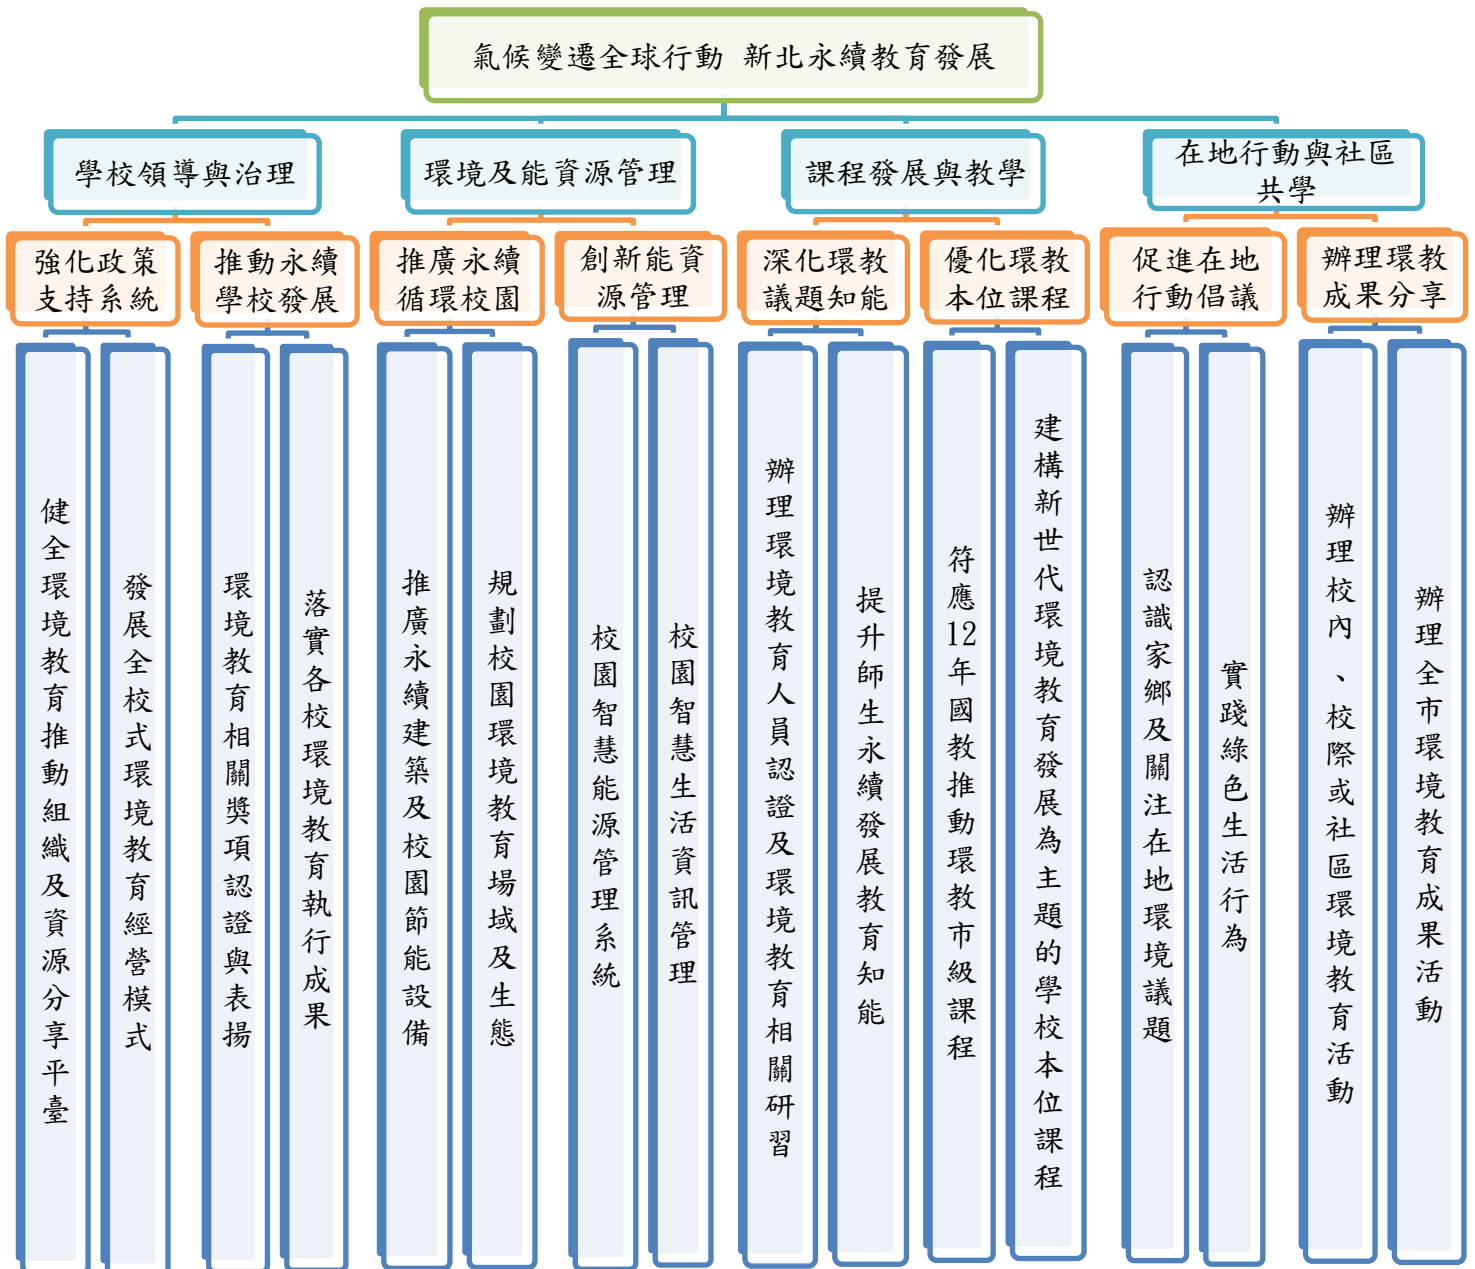 氣候變遷全球行動 新北永續教育發展
學校領導與治理
環境及能資源管理
課程發展與教學
在地行動與社區
共學
強化政策
支持系統
推動永續
學校發展
推廣永續
循環校園
創新能資
源管理
深化環教
議題知能
優化環教
本位課程
促進在地
行動倡議
辦理環教
成果分享
健全環境教育推動組織及資源分享平臺
發展全校式環境教育經營模式
環境教育相關獎項認證與表揚
落實各校環境教育執行成果
推廣永續建築及校園節能設備
規劃校園環境教育場域及生態
校園智慧能源管理系統
校園智慧生活資訊管理
辦理環境教育人員認證及環境教育相關研習
提升師生永續發展教育知能
符應12年國教推動環教市級課程
建構新世代環境教育發展為主題的學校本位課程
認識家鄉及關注在地環境議題
實踐綠色生活行為
辦理校內、校際或社區環境教育活動
辦理全市環境教育成果活動